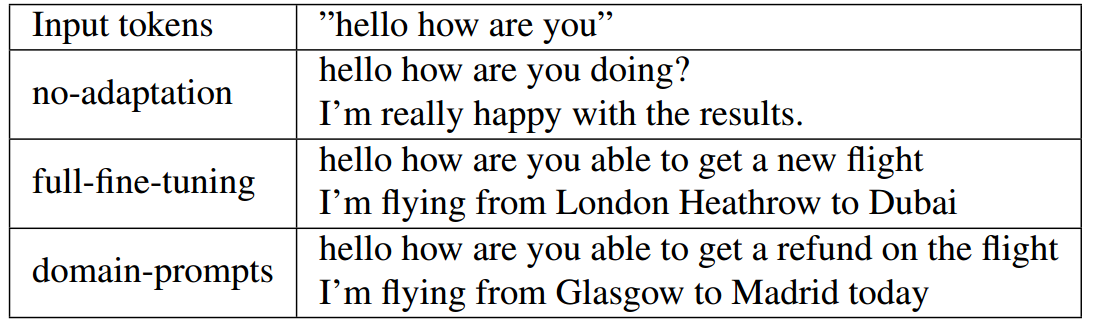 Input tokens
”hello how are you”
no-adaptation
hello how are you doing?
I’m really happy with the results.
full-fine-tuning
hello how are you able to get a new flight
I’m flying from London Heathrow to Dubai
domain-prompts
hello how are you able to get a refund on the flight
I’m flying from Glasgow to Madrid today